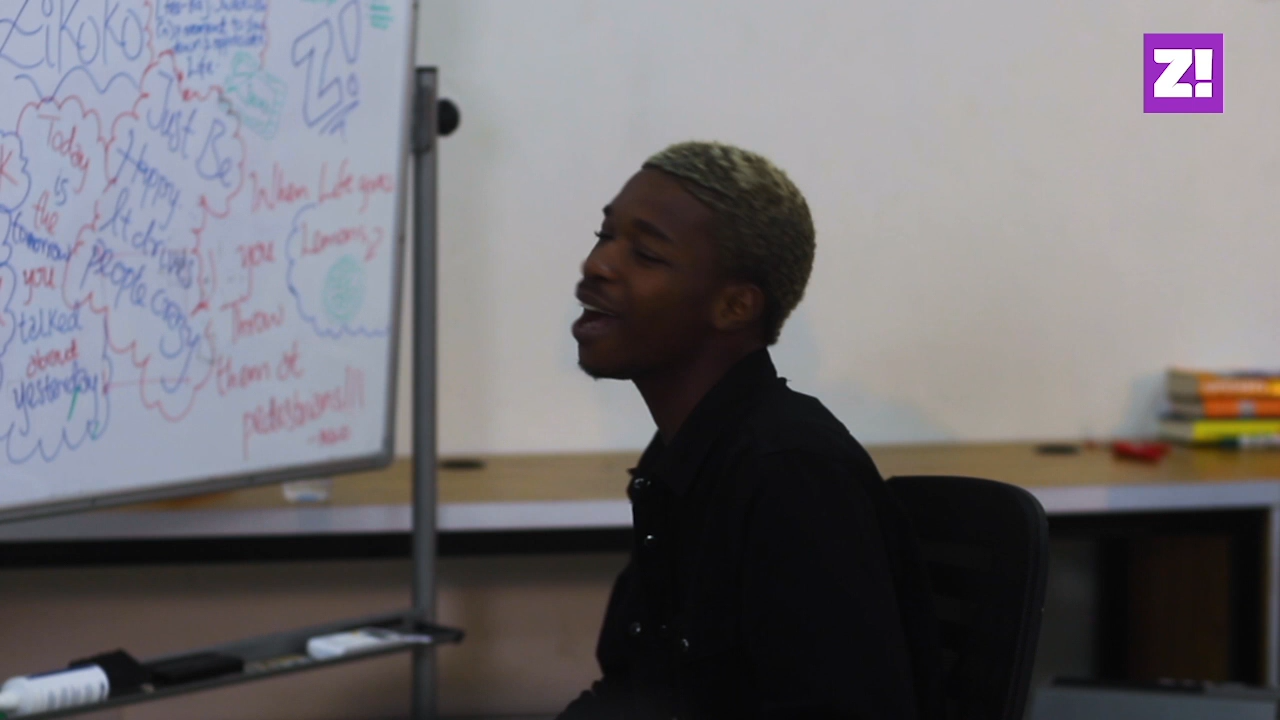 Zikoko
Life
Z!
Z!
Just Be
Happy
It drives
people crazy
Today
is
the
tomorrow
you
talked
about
yesterday
When Life gives
you Lemons,
Throw
them at
pedestrians!!!